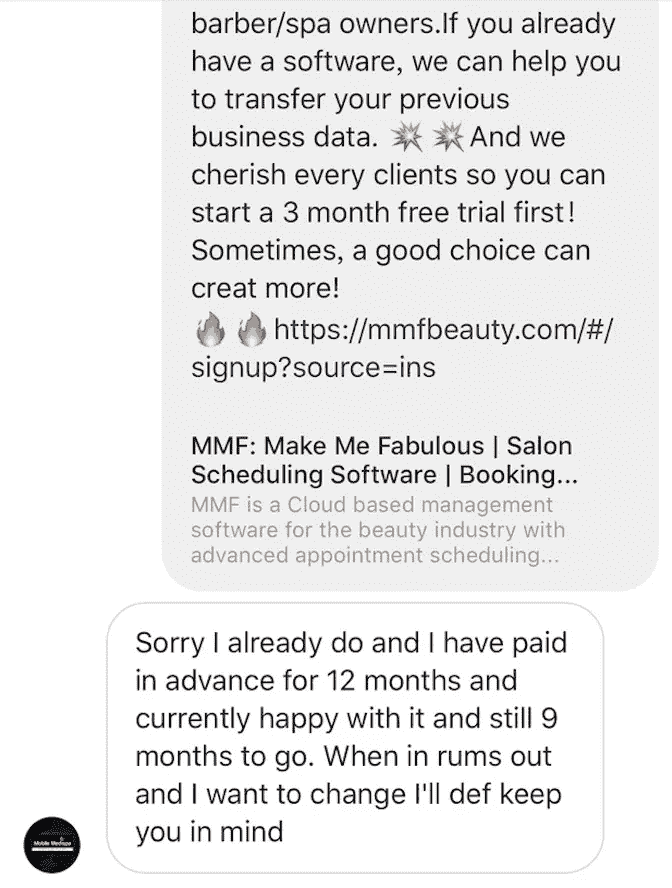 barber/spa owners.If you already
have a software, we can help you
to transfer your previous
business data. 💥 💥And we
cherish every clients so you can
start a 3 month free trial first!
Sometimes, a good choice can
creat more!
🔥 🔥 https://mmfbeauty.com/#/
signup?source=ins
MMF: Make Me Fabulous | Salon
Scheduling Software | Booking...
MMF is a Cloud based management
software for the beauty industry with
advanced appointment scheduling...
Sorry I already do and I have paid
in advance for 12 months and
currently happy with it and still 9
months to go. When in rums out
and I want to change I'll def keep
you in mind